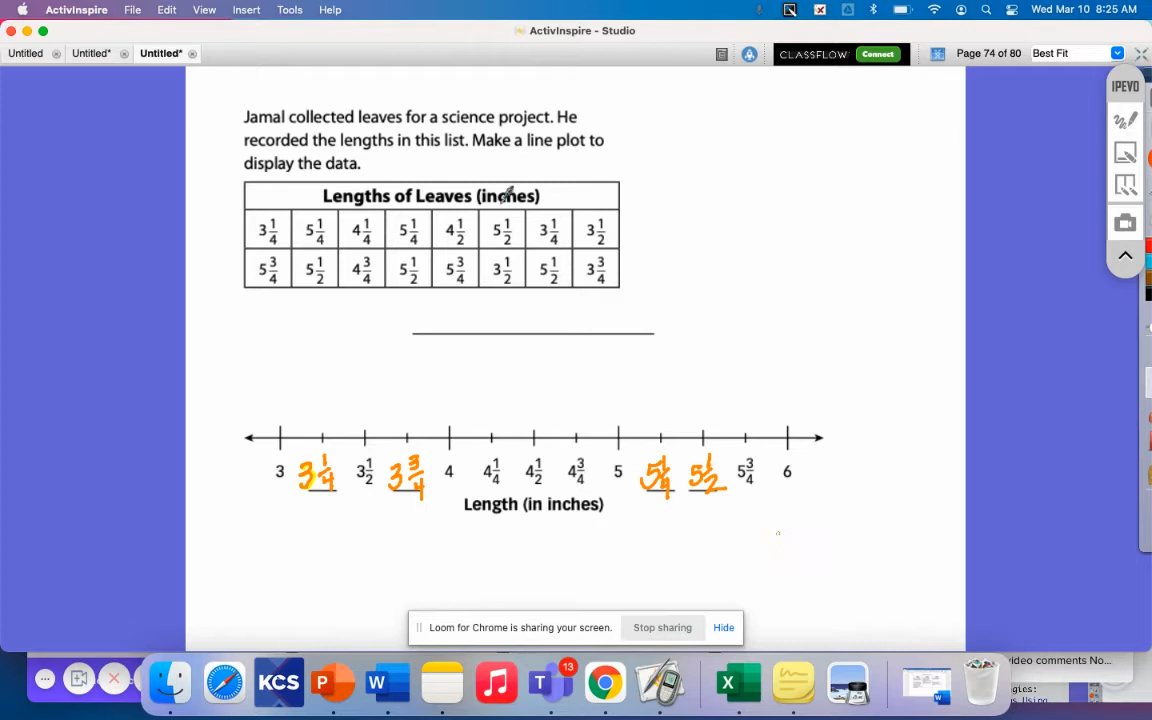 ActivInspire File Edit View Insert Tools Help Wed Mar 10 8:25 AM
ActivInspire - Studio
Untitled Untitled* Untitled* CLASSFLOW Connect Page 74 of 80 Best Fit
IPEVO
Jamal collected leaves for a science project. He
recorded the lengths in this list. Make a line plot to
display the data.
Lengths of Leaves (inches)
3 1/4 5 1/4 4 1/4 5 1/4 4 1/2 5 1/2 3 1/4 3 1/2
5 3/4 5 1/2 4 3/4 5 1/2 5 3/4 3 1/2 5 1/2 3 3/4
3 3 1/4 3 1/2 3 3/4 4 4 1/4 4 1/2 4 3/4 5 5 1/4 5 1/2 5 3/4 6
Length (in inches)
Loom for Chrome is sharing your screen. Stop sharing Hide
video comments No...
KCS P W T 13 X